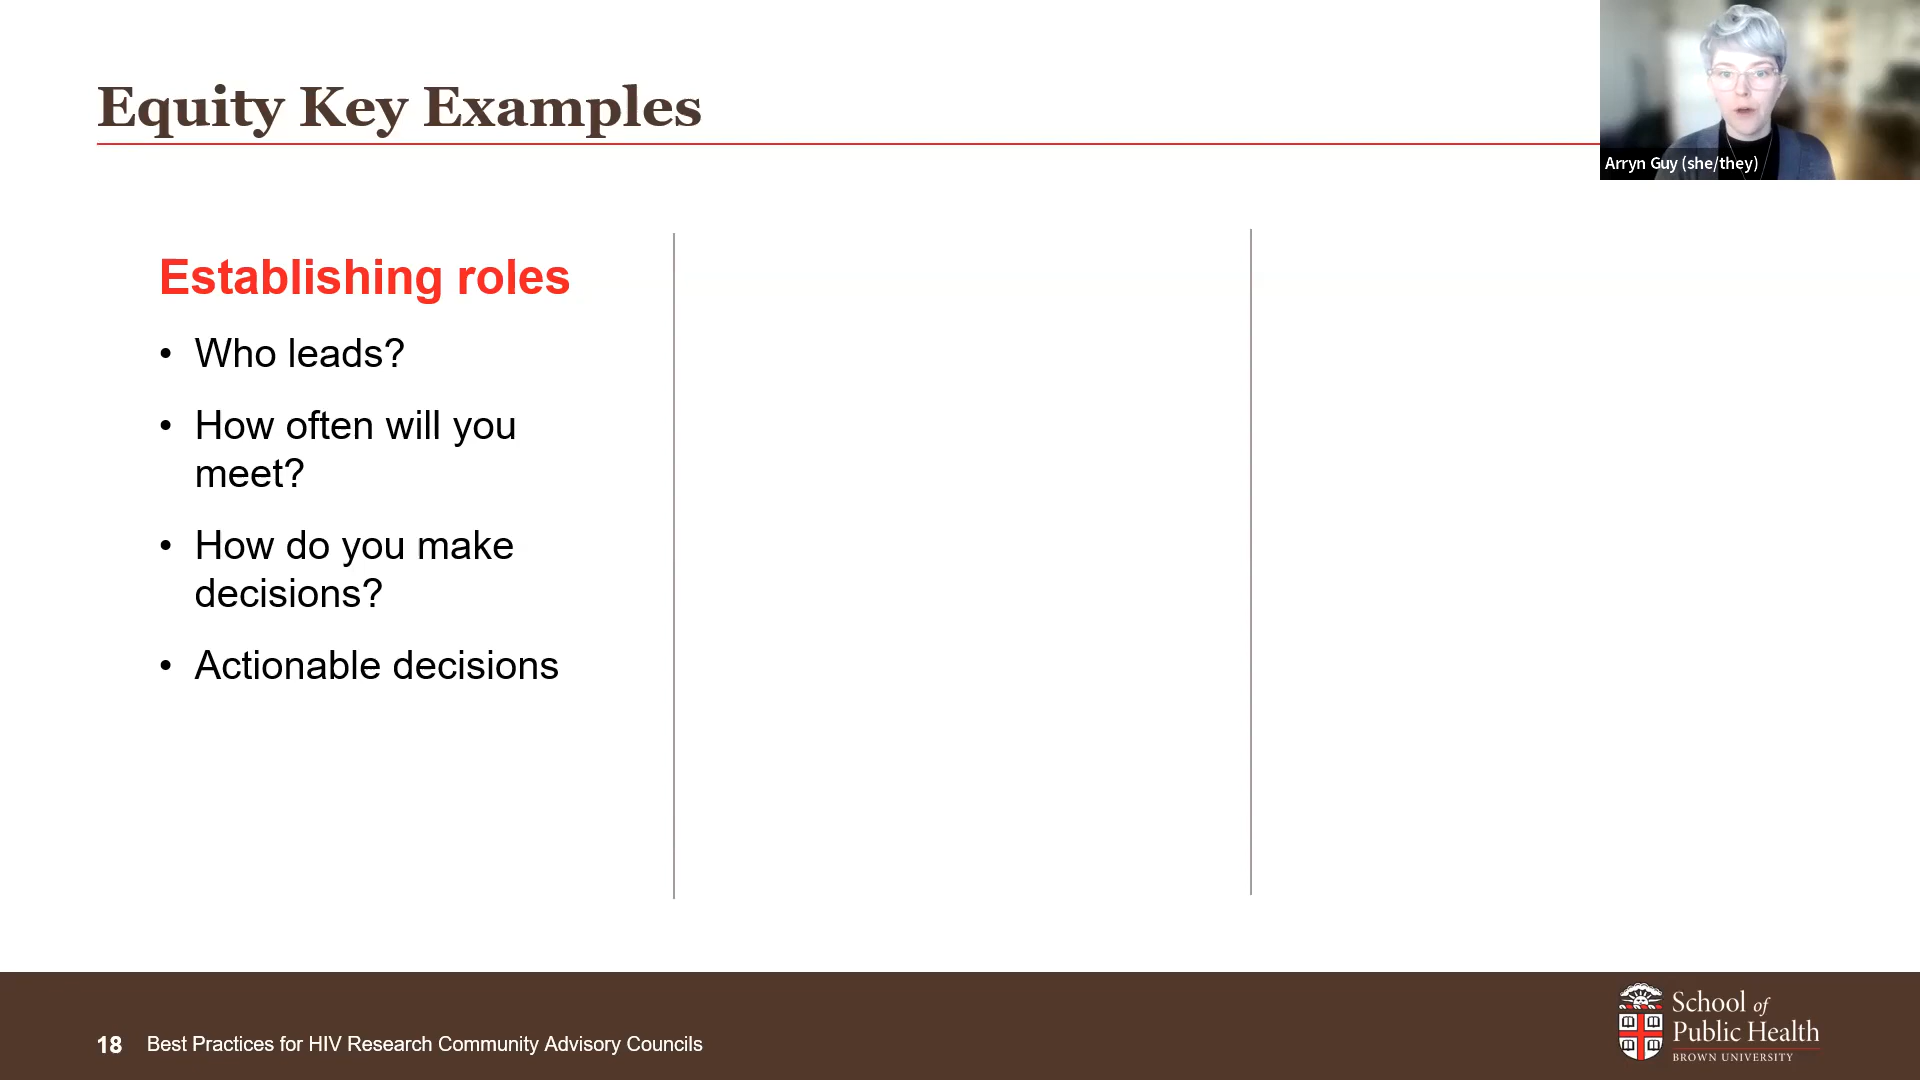 Equity Key Examples
Arryn Guy (she/they)
Establishing roles
• Who leads?
• How often will you
meet?
• How do you make
decisions?
• Actionable decisions
18 Best Practices for HIV Research Community Advisory Councils
School of
Public Health
BROWN UNIVERSITY